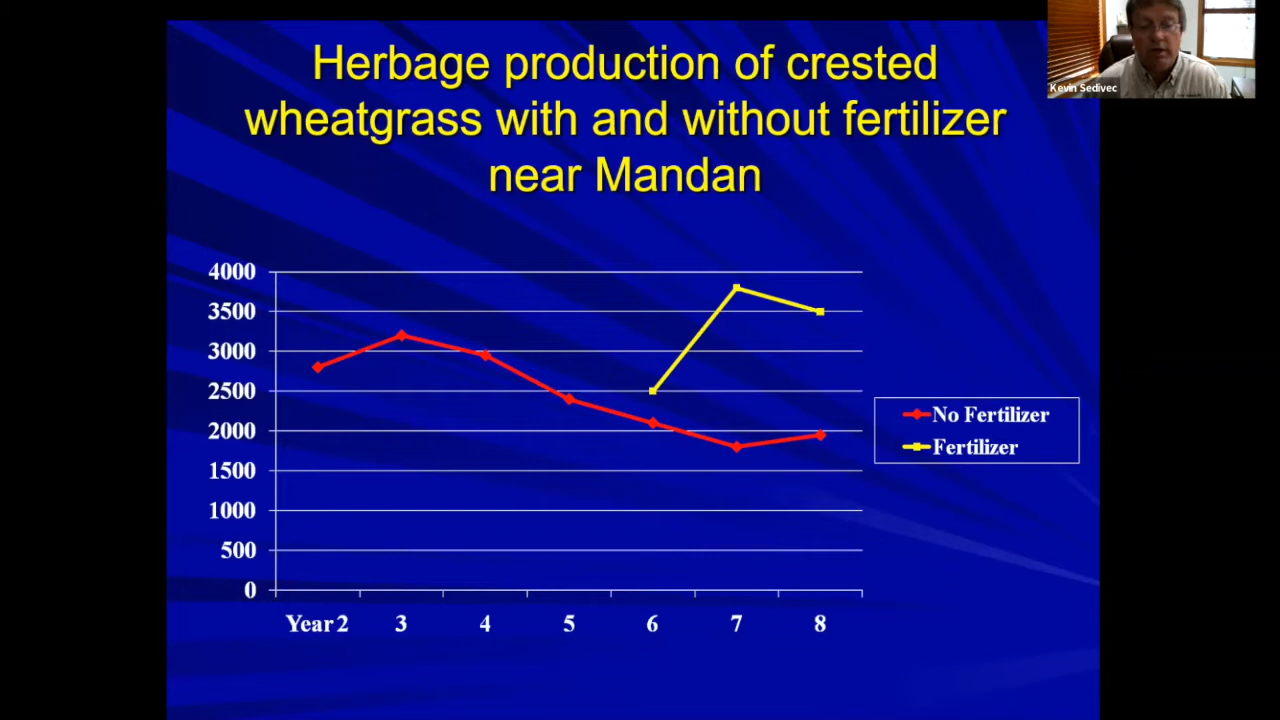 Herbage production of crested
wheatgrass with and without fertilizer
near Mandan
Kevin Sedivec
4000
3500
3000
2500
2000
1500
1000
500
0
Year 2 3 4 5 6 7 8
No Fertilizer
Fertilizer